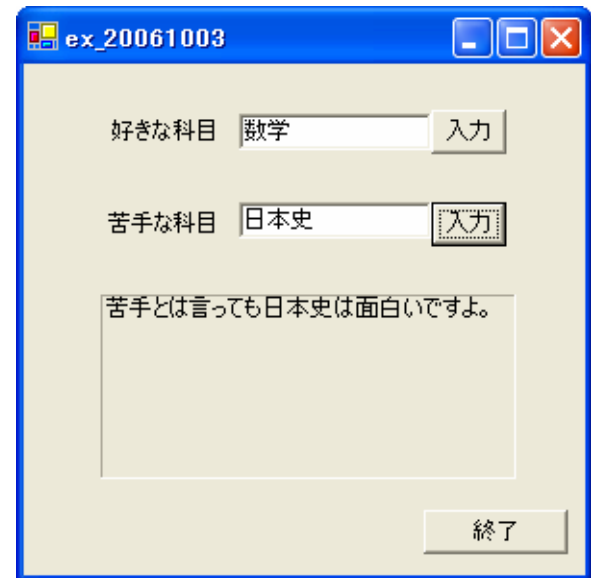 ex_20061003
好きな科目 数学 入力
苦手な科目 日本史 入力
苦手とは言っても日本史は面白いですよ。
終了